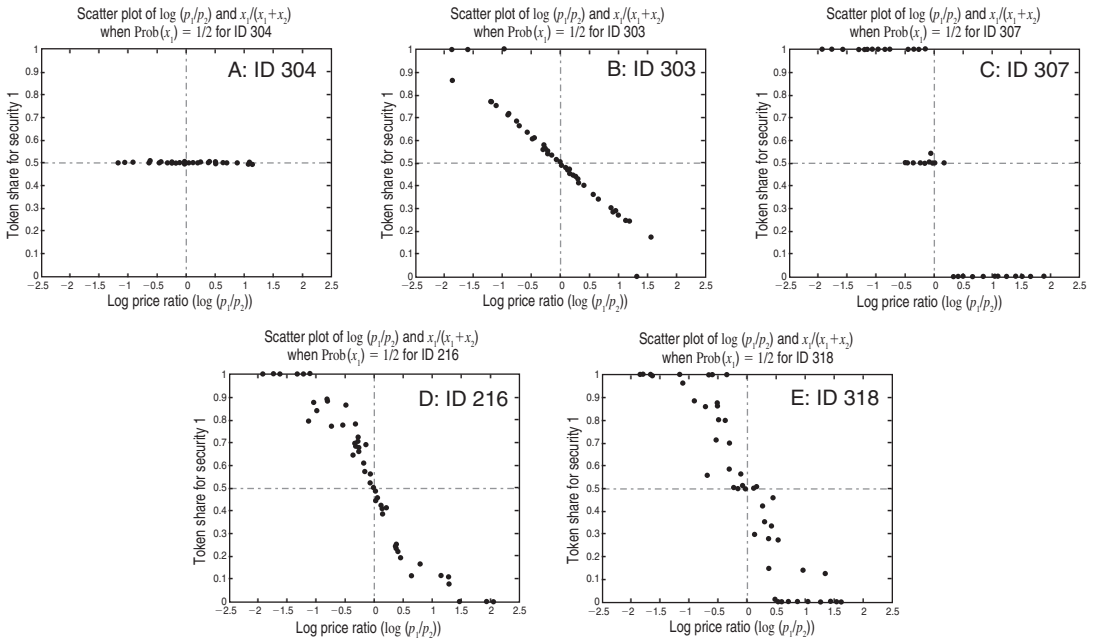 Scatter plot of log (p₁/p₂) and x₁/(x₁+x₂)
when Prob(x₁) = 1/2 for ID 304
A: ID 304
Token share for security 1
1
0.9
0.8
0.7
0.6
0.5
0.4
0.3
0.2
0.1
0
−2.5 −2 −1.5 −1 −0.5 0 0.5 1 1.5 2 2.5
Log price ratio (log (p₁/p₂))
Scatter plot of log (p₁/p₂) and x₁/(x₁+x₂)
when Prob(x₁) = 1/2 for ID 303
B: ID 303
Token share for security 1
1
0.9
0.8
0.7
0.6
0.5
0.4
0.3
0.2
0.1
0
−2.5 −2 −1.5 −1 −0.5 0 0.5 1 1.5 2 2.5
Log price ratio (log (p₁/p₂))
Scatter plot of log (p₁/p₂) and x₁/(x₁+x₂)
when Prob(x₁) = 1/2 for ID 307
C: ID 307
Token share for security 1
1
0.9
0.8
0.7
0.6
0.5
0.4
0.3
0.2
0.1
0
−2.5 −2 −1.5 −1 −0.5 0 0.5 1 1.5 2 2.5
Log price ratio (log (p₁/p₂))
Scatter plot of log (p₁/p₂) and x₁/(x₁+x₂)
when Prob(x₁) = 1/2 for ID 216
D: ID 216
Token share for security 1
1
0.9
0.8
0.7
0.6
0.5
0.4
0.3
0.2
0.1
0
−2.5 −2 −1.5 −1 −0.5 0 0.5 1 1.5 2 2.5
Log price ratio (log (p₁/p₂))
Scatter plot of log (p₁/p₂) and x₁/(x₁+x₂)
when Prob(x₁) = 1/2 for ID 318
E: ID 318
Token share for security 1
1
0.9
0.8
0.7
0.6
0.5
0.4
0.3
0.2
0.1
0
−2.5 −2 −1.5 −1 −0.5 0 0.5 1 1.5 2 2.5
Log price ratio (log (p₁/p₂))